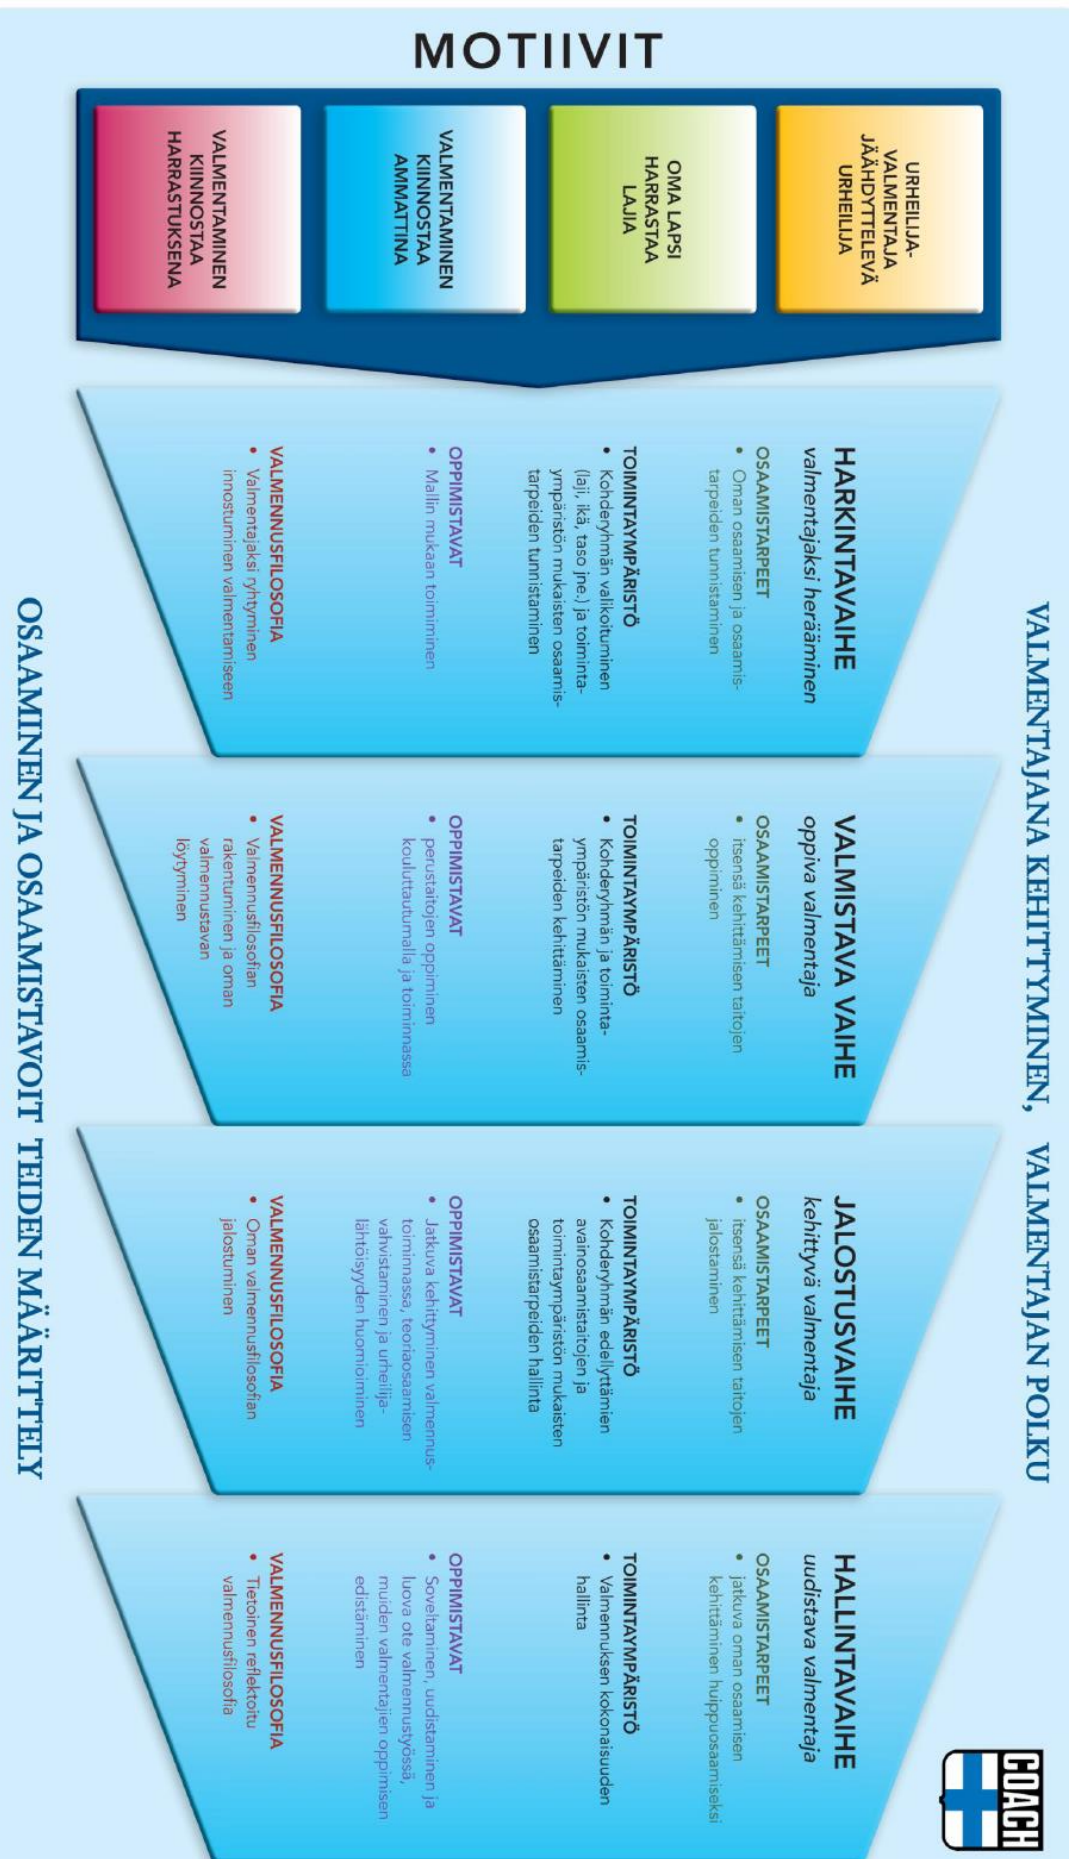 VALMENTAJANA KEHITTYMINEN, VALMENTAJAN POLKU
COACH
MOTIIVIT
URHEILIJA-
VALMENTAJA
JÄÄHDYTTELEVÄ
URHEILIJA
OMA LAPSI
HARRASTAA
LAJIA
VALMENTAMINEN
KIINNOSTAA
AMMATTINA
VALMENTAMINEN
KIINNOSTAA
HARRASTUKSENA
HARKINTAVAIHE
valmentajaksi herääminen
OSAAMISTARPEET
• Oman osaamisen ja osaamis-
tarpeiden tunnistaminen
TOIMINTAYMPÄRISTÖ
• Kohderyhmän valikoituminen
(laji, ikä, taso jne.) ja toiminta-
ympäristön mukaisten osaamis-
tarpeiden tunnistaminen
OPPIMISTAVAT
• Mallin mukaan toimiminen
VALMENNUSFILOSOFIA
• Valmentajaksi ryhtyminen
innostuminen valmentamiseen
VALMISTAVA VAIHE
oppiva valmentaja
OSAAMISTARPEET
• itsensä kehittämisen taitojen
oppiminen
TOIMINTAYMPÄRISTÖ
• Kohderyhmän ja toiminta-
ympäristön mukaisten osaamis-
tarpeiden kehittäminen
OPPIMISTAVAT
• perustaitojen oppiminen
kouluttautumalla ja toiminnassa
VALMENNUSFILOSOFIA
• Valmennusfilosofian
rakentuminen ja oman
valmennustavan
löytyminen
JALOSTUSVAIHE
kehittyvä valmentaja
OSAAMISTARPEET
• itsensä kehittämisen taitojen
jalostaminen
TOIMINTAYMPÄRISTÖ
• Kohderyhmän edellyttämien
avainosaamistaitojen ja
toimintaympäristön mukaisten
osaamistarpeiden hallinta
OPPIMISTAVAT
• Jatkuva kehittyminen valmennus-
toiminnassa, teoriaosaamisen
vahvistaminen ja urheilija-
lähtöisyyden huomioiminen
VALMENNUSFILOSOFIA
• Oman valmennusfilosofian
jalostuminen
HALLINTAVAIHE
uudistava valmentaja
OSAAMISTARPEET
• jatkuva oman osaamisen
kehittäminen huippuosaamiseksi
TOIMINTAYMPÄRISTÖ
• Valmennuksen kokonaisuuden
hallinta
OPPIMISTAVAT
• Soveltaminen, uudistaminen ja
luova ote valmennustyössä,
muiden valmentajien oppimisen
edistäminen
VALMENNUSFILOSOFIA
• Tietoinen reflektoitu
valmennusfilosofia
OSAAMINEN JA OSAAMISTAVOIT TEIDEN MÄÄRITTELY